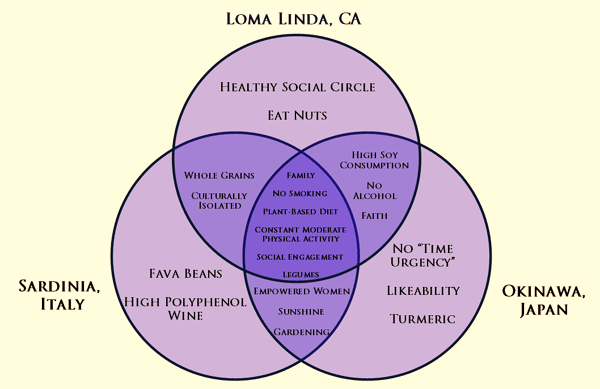 Loma Linda, CA
Healthy Social Circle
Eat Nuts
Whole Grains
Culturally
Isolated
Family
No Smoking
Plant-Based Diet
Constant Moderate
Physical Activity
Social Engagement
Legumes
High Soy
Consumption
No
Alcohol
Faith
Sardinia,
Italy
Fava Beans
High Polyphenol
Wine
Empowered Women
Sunshine
Gardening
No “Time
Urgency”
Likeability
Turmeric
Okinawa,
Japan